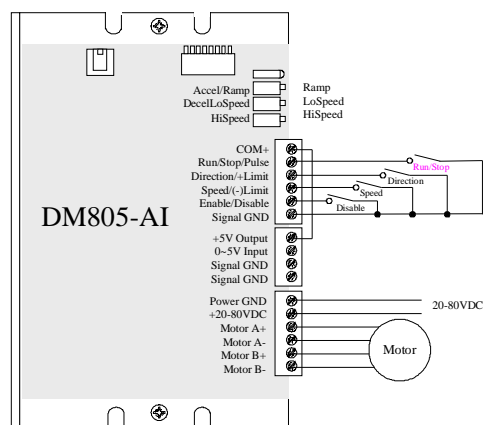 Accel/Ramp Ramp
DecelLoSpeed LoSpeed
HiSpeed HiSpeed
COM+
Run/Stop/Pulse Run/Stop
Direction/+Limit Direction
Speed/(-)Limit Speed
Enable/Disable Disable
Signal GND
DM805-AI
+5V Output
0~5V Input
Signal GND
Signal GND
Power GND 20-80VDC
+20-80VDC
Motor A+
Motor A- Motor
Motor B+
Motor B-